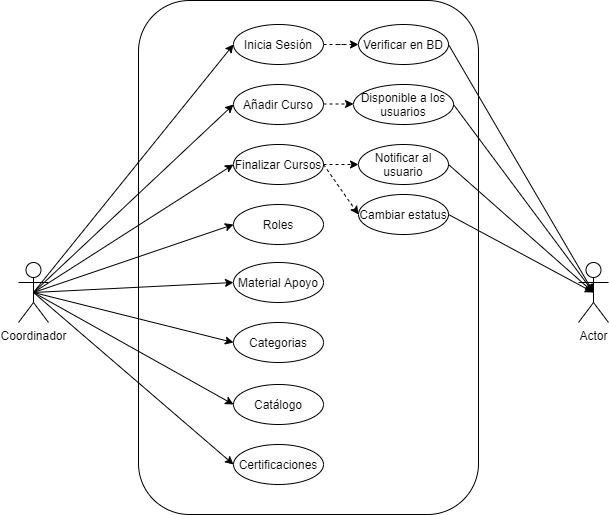 Inicia Sesión
Verificar en BD
Añadir Curso
Disponible a los
usuarios
Finalizar Cursos
Notificar al
usuario
Cambiar estatus
Roles
Material Apoyo
Coordinador
Actor
Categorias
Catálogo
Certificaciones